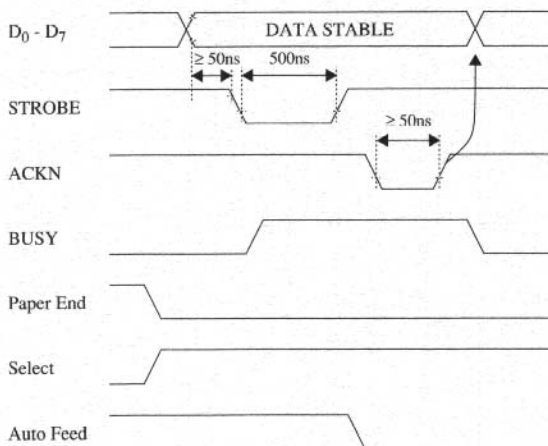 D0 - D7 DATA STABLE
≥ 50ns 500ns
STROBE
≥ 50ns
ACKN
BUSY
Paper End
Select
Auto Feed